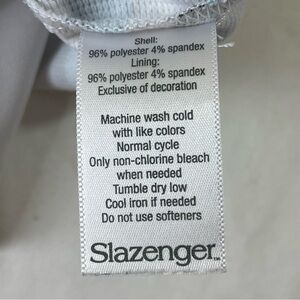 Shell:
96% polyester 4% spandex
Lining:
96% polyester 4% spandex
Exclusive of decoration
Machine wash cold
with like colors
Normal cycle
Only non-chlorine bleach
when needed
Tumble dry low
Cool iron if needed
Do not use softeners
Slazenger